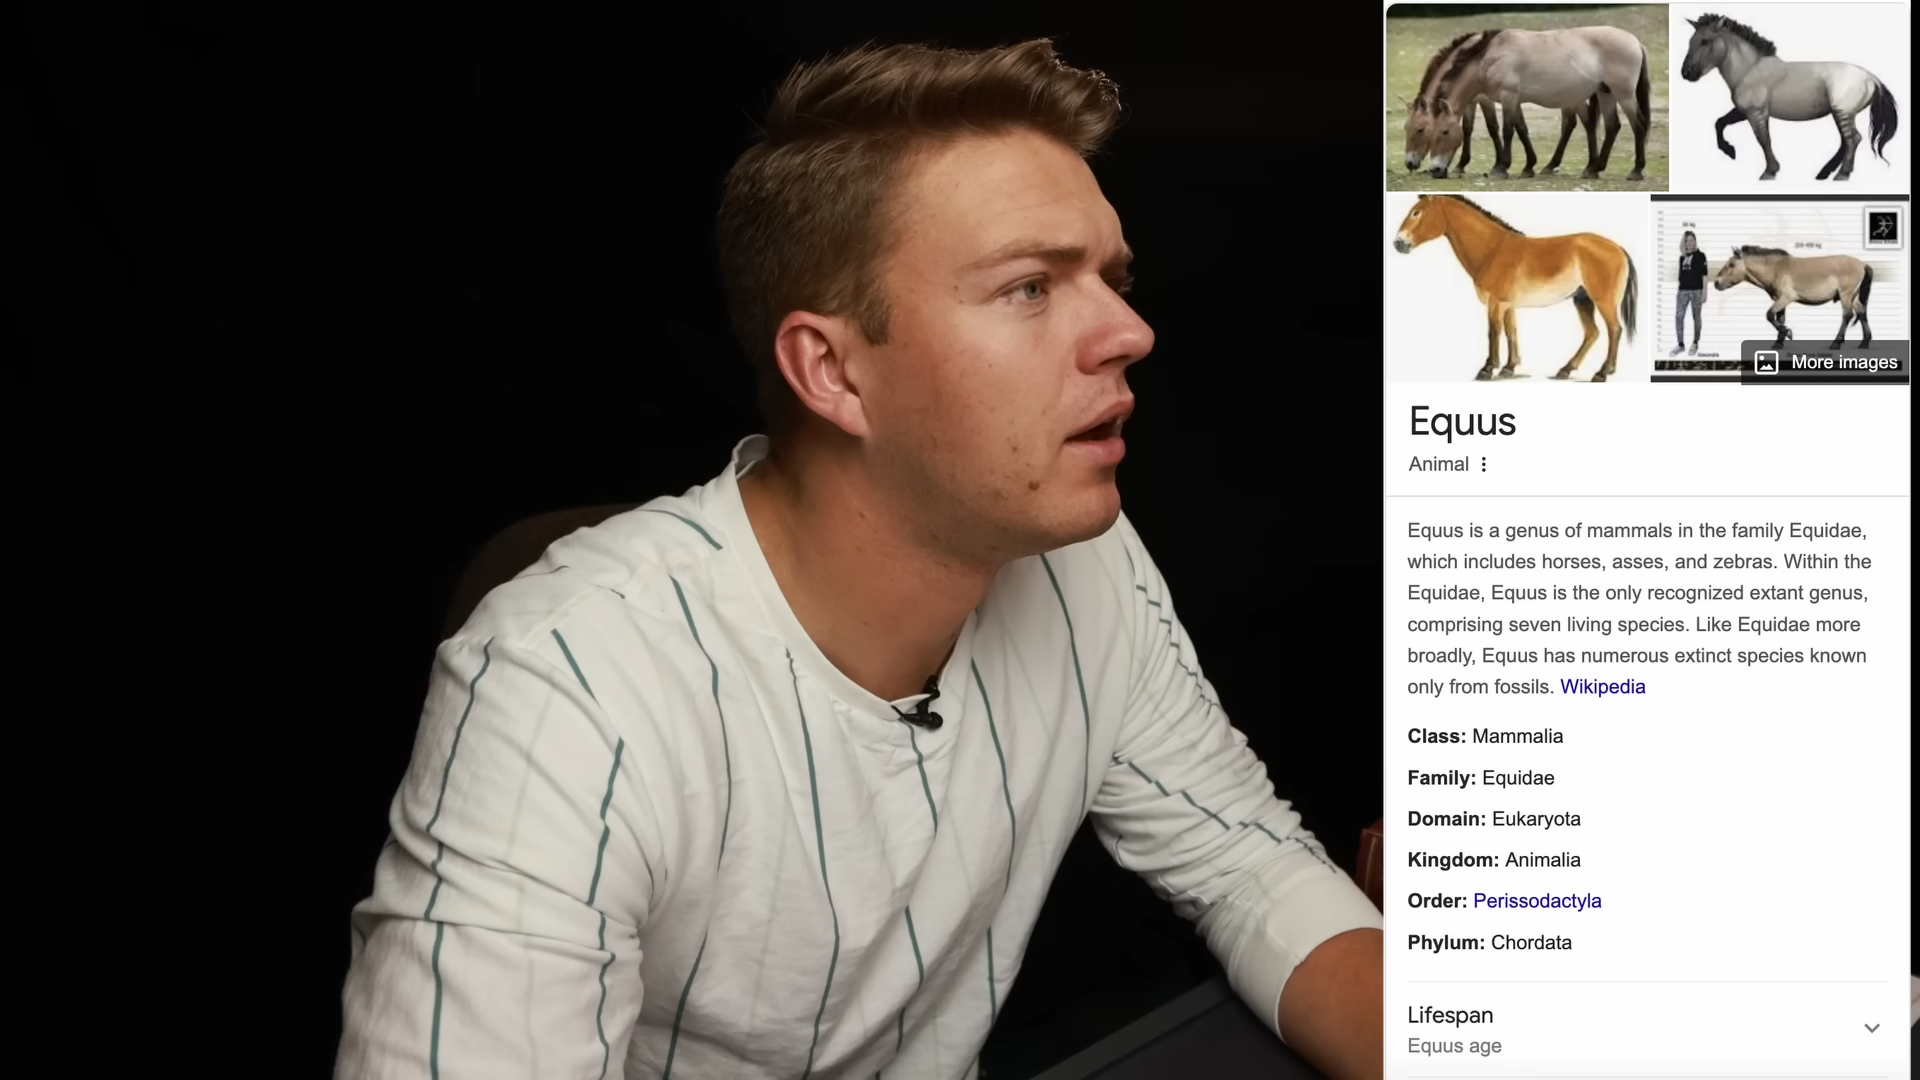 More images
Equus
Animal
Equus is a genus of mammals in the family Equidae,
which includes horses, asses, and zebras. Within the
Equidae, Equus is the only recognized extant genus,
comprising seven living species. Like Equidae more
broadly, Equus has numerous extinct species known
only from fossils. Wikipedia
Class: Mammalia
Family: Equidae
Domain: Eukaryota
Kingdom: Animalia
Order: Perissodactyla
Phylum: Chordata
Lifespan
Equus age